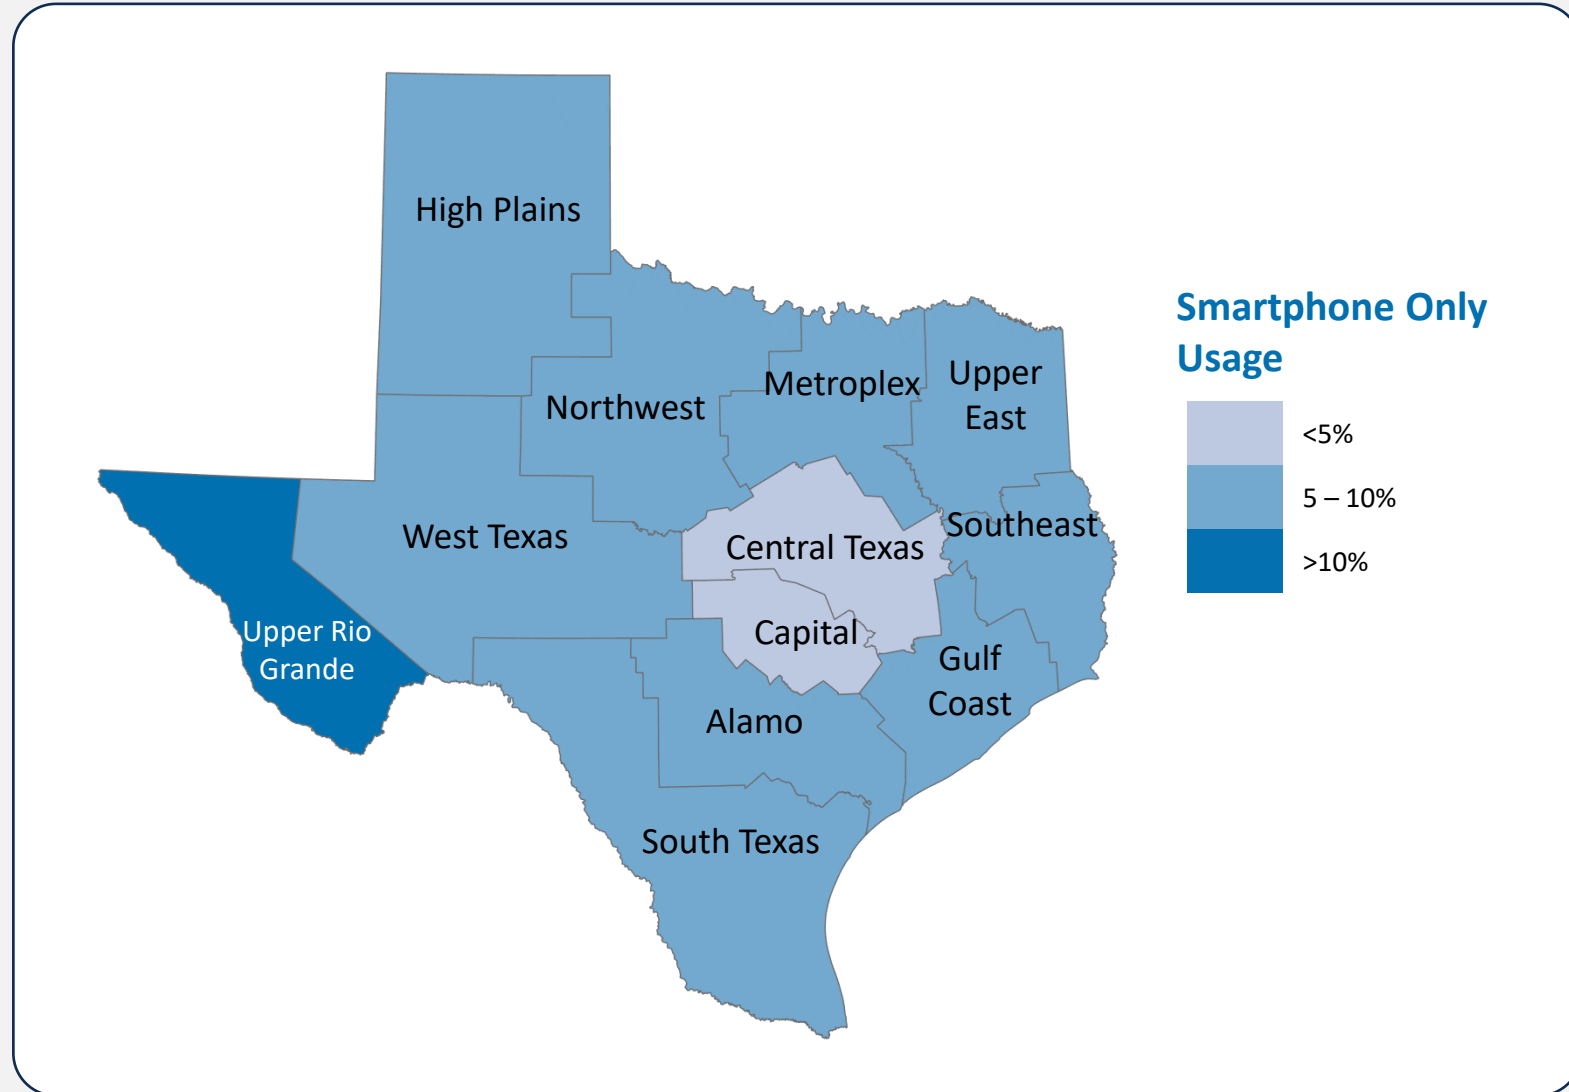 High Plains
Metroplex
Upper
East
Northwest
Southeast
West Texas
Central Texas
Upper Rio
Grande
Capital
Gulf
Coast
Alamo
South Texas
Smartphone Only
Usage
<5%
5 – 10%
>10%